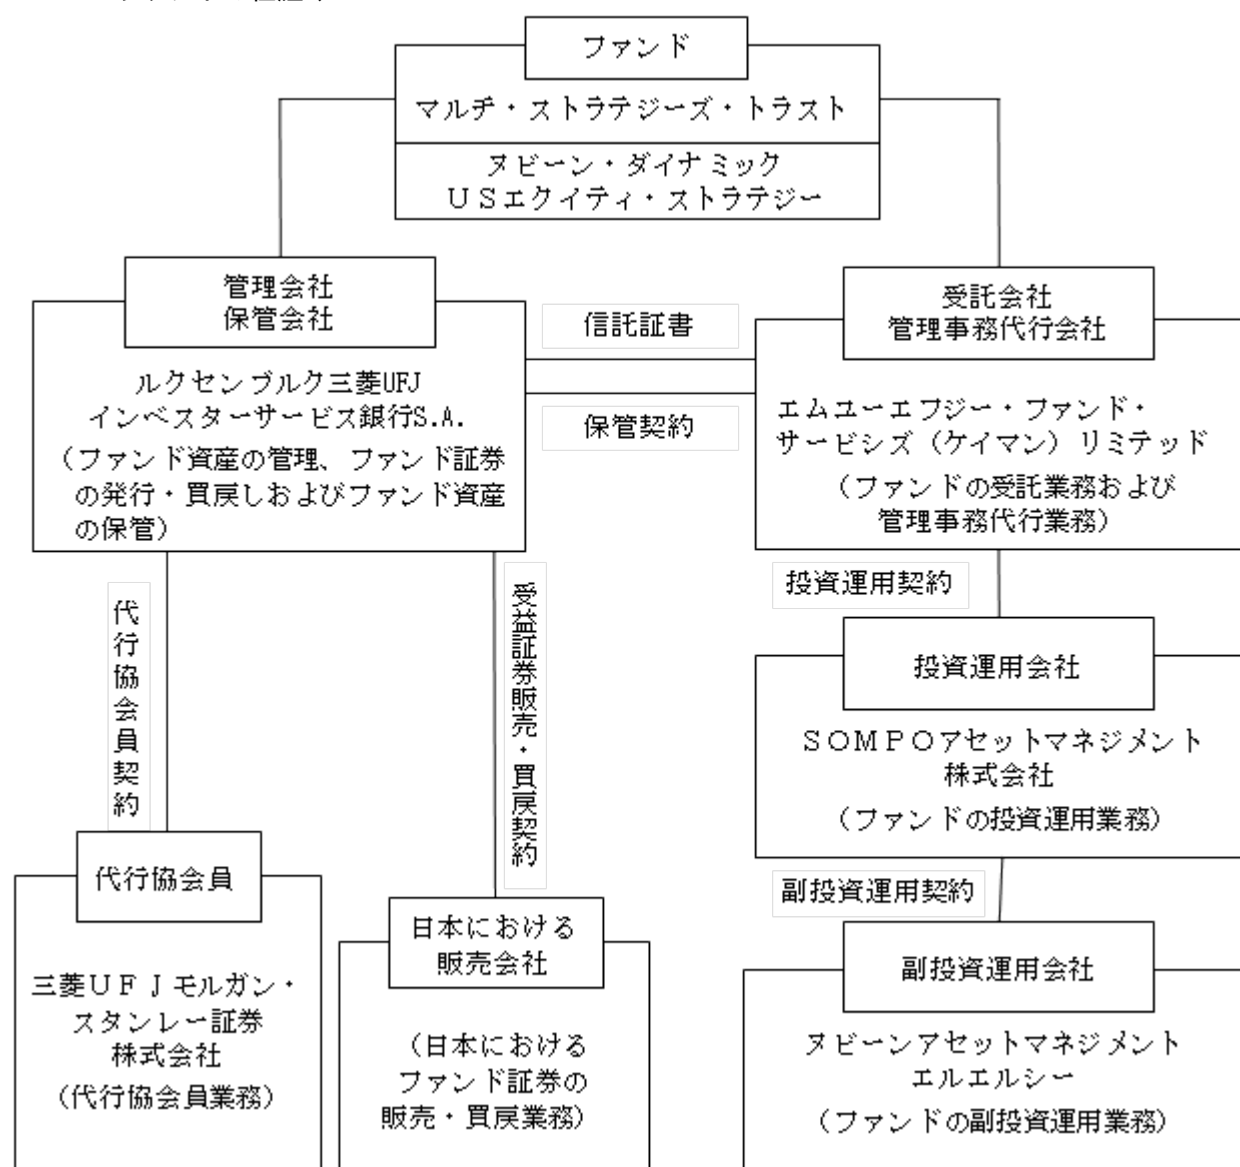 ファンド
マルチ・ストラテジーズ・トラスト
ヌビーン・ダイナミック
ＵＳエクイティ・ストラテジー
管理会社
保管会社
ルクセンブルク三菱UFJ
インベスターサービス銀行S.A.
（ファンド資産の管理、ファンド証券
の発行・買戻しおよびファンド資産
の保管）
信託証書
保管契約
受託会社
管理事務代行会社
エムユーエフジー・ファンド・
サービシズ（ケイマン）リミテッド
（ファンドの受託業務および
管理事務代行業務）
代行協会員契約
受益証券販売・買戻契約
投資運用契約
投資運用会社
ＳＯＭＰＯアセットマネジメント
株式会社
（ファンドの投資運用業務）
代行協会員
三菱ＵＦＪモルガン・
スタンレー証券
株式会社
（代行協会員業務）
日本における
販売会社
（日本における
ファンド証券の
販売・買戻業務）
副投資運用契約
副投資運用会社
ヌビーンアセットマネジメント
エルエルシー
（ファンドの副投資運用業務）